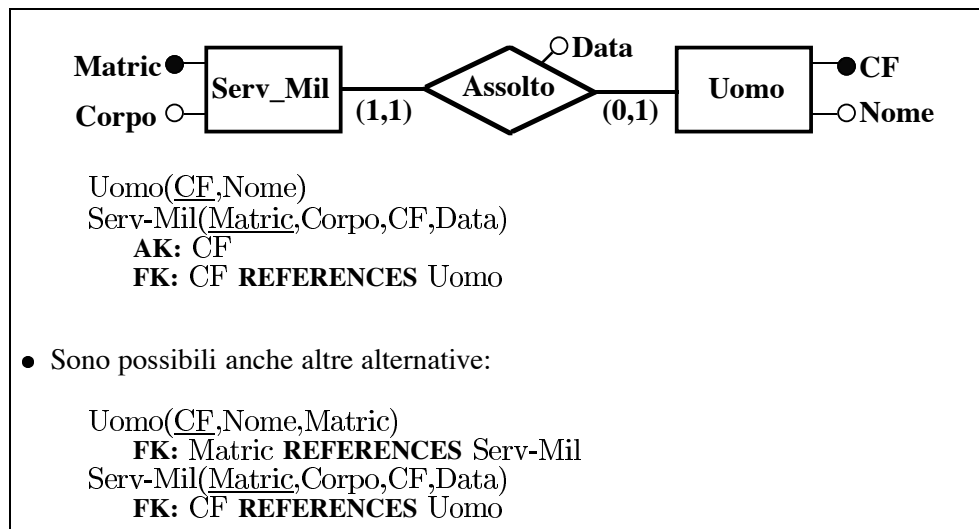 Matric
Corpo
Serv_Mil
(1,1)
Assolto
Data
(0,1)
Uomo
CF
Nome
Uomo(CF,Nome)
Serv-Mil(Matric,Corpo,CF,Data)
AK: CF
FK: CF REFERENCES Uomo
• Sono possibili anche altre alternative:
Uomo(CF,Nome,Matric)
FK: Matric REFERENCES Serv-Mil
Serv-Mil(Matric,Corpo,CF,Data)
FK: CF REFERENCES Uomo